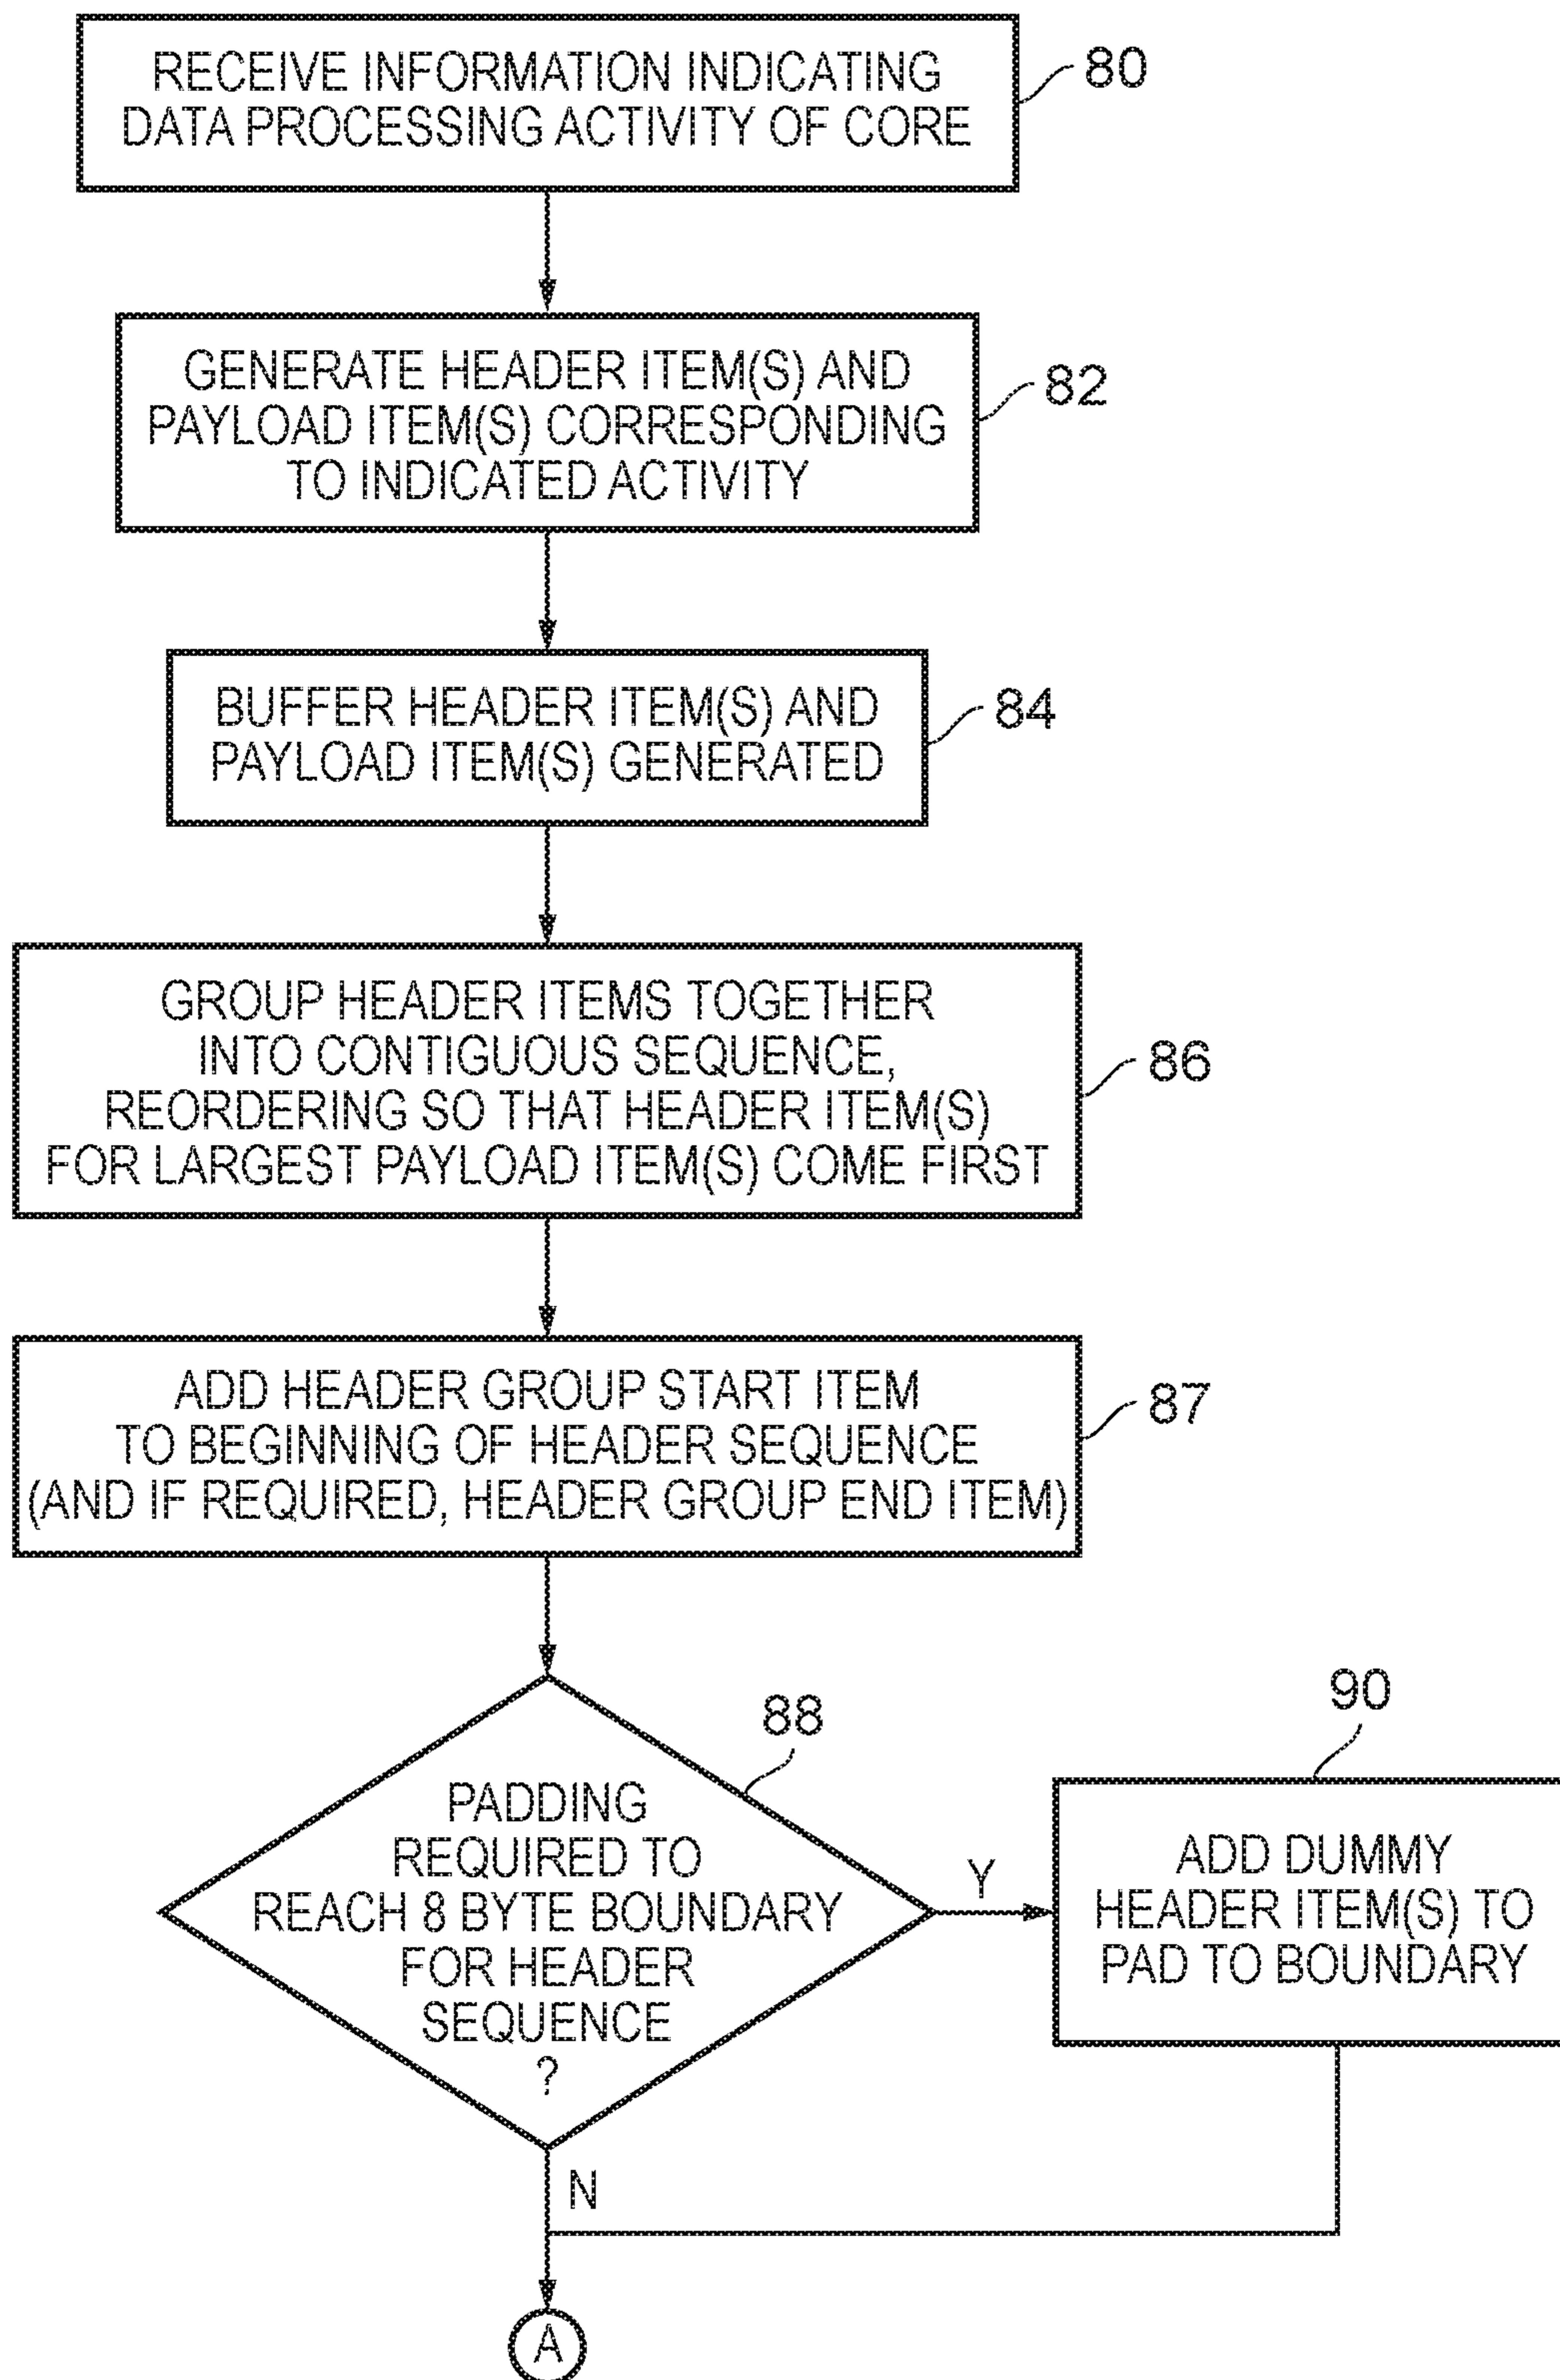 RECEIVE INFORMATION INDICATING
DATA PROCESSING ACTIVITY OF CORE
80
GENERATE HEADER ITEM(S) AND
PAYLOAD ITEM(S) CORRESPONDING
TO INDICATED ACTIVITY
82
BUFFER HEADER ITEM(S) AND
PAYLOAD ITEM(S) GENERATED
84
GROUP HEADER ITEMS TOGETHER
INTO CONTIGUOUS SEQUENCE,
REORDERING SO THAT HEADER ITEM(S)
FOR LARGEST PAYLOAD ITEM(S) COME FIRST
86
ADD HEADER GROUP START ITEM
TO BEGINNING OF HEADER SEQUENCE
(AND IF REQUIRED, HEADER GROUP END ITEM)
87
PADDING
REQUIRED TO
REACH 8 BYTE BOUNDARY
FOR HEADER
SEQUENCE
?
88
Y
90
ADD DUMMY
HEADER ITEM(S) TO
PAD TO BOUNDARY
N
A